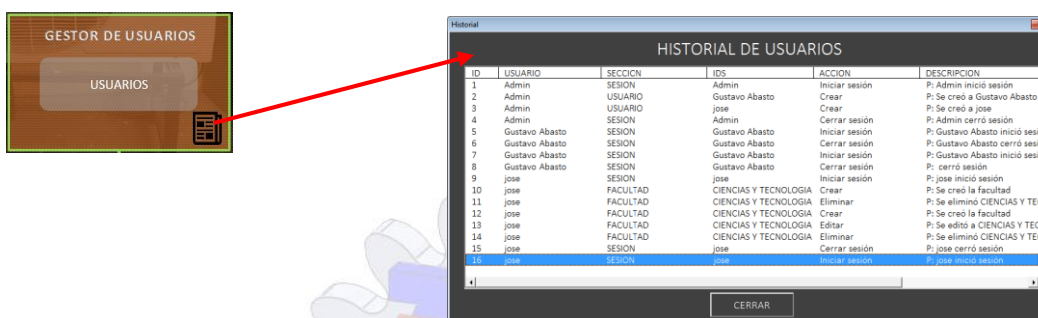 GESTOR DE USUARIOS
USUARIOS
Historial
HISTORIAL DE USUARIOS
ID USUARIO SECCION IDS ACCION DESCRIPCION
1 Admin SESION Admin Iniciar sesión P: Admin inició sesión
2 Admin USUARIO Gustavo Abasto Crear P: Se creó a Gustavo Abasto
3 Admin USUARIO jose Crear P: Se creó a jose
4 Admin SESION Admin Cerrar sesión P: Admin cerró sesión
5 Gustavo Abasto SESION Gustavo Abasto Iniciar sesión P: Gustavo Abasto inició sesi
6 Gustavo Abasto SESION Gustavo Abasto Cerrar sesión P: Gustavo Abasto cerró sesi
7 Gustavo Abasto SESION Gustavo Abasto Iniciar sesión P: Gustavo Abasto inició sesi
8 Gustavo Abasto SESION Gustavo Abasto Cerrar sesión P: cerró sesión
9 jose SESION jose Iniciar sesión P: jose inició sesión
10 jose FACULTAD CIENCIAS Y TECNOLOGIA Crear P: Se creó la facultad
11 jose FACULTAD CIENCIAS Y TECNOLOGIA Eliminar P: Se eliminó CIENCIAS Y TE
12 jose FACULTAD CIENCIAS Y TECNOLOGIA Crear P: Se creó la facultad
13 jose FACULTAD CIENCIAS Y TECNOLOGIA Editar P: Se editó a CIENCIAS Y TEC
14 jose FACULTAD CIENCIAS Y TECNOLOGIA Eliminar P: Se eliminó CIENCIAS Y TE
15 jose SESION jose Cerrar sesión P: jose cerró sesión
16 jose SESION jose Iniciar sesión P: jose inició sesión
CERRAR